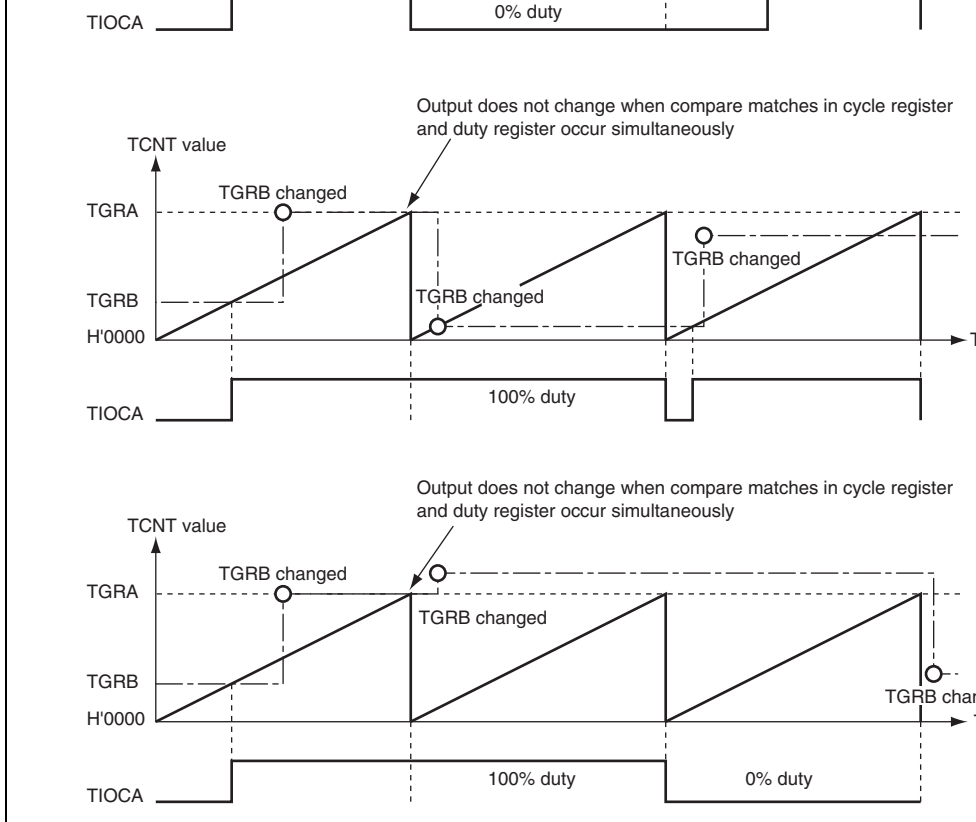 0% duty
TIOCA
Output does not change when compare matches in cycle register
and duty register occur simultaneously
TCNT value
TGRB changed
TGRA
TGRB changed
TGRB changed
TGRB
H'0000
T
100% duty
TIOCA
Output does not change when compare matches in cycle register
and duty register occur simultaneously
TCNT value
TGRB changed
TGRA
TGRB changed
TGRB
TGRB char
H'0000
100% duty
0% duty
TIOCA